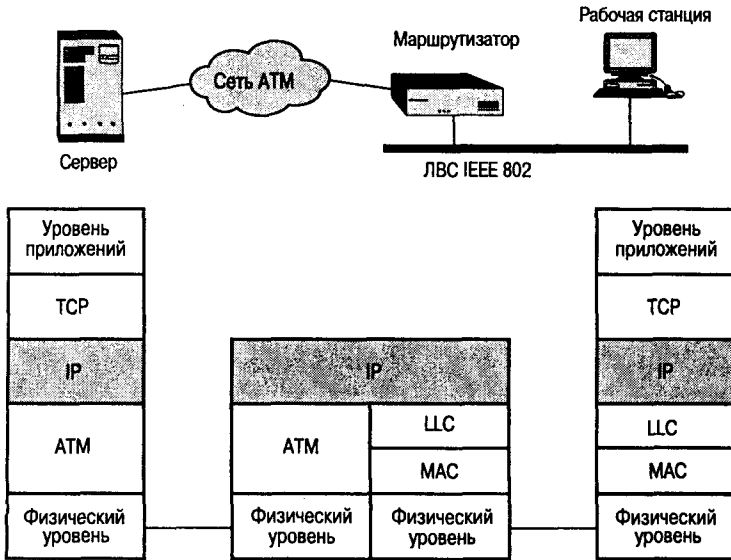 Рабочая станция
Маршрутизатор
Сеть ATM
Сервер
ЛВС IEEE 802
Уровень
приложений
TCP
IP
ATM
Физический
уровень
IP
ATM
LLC
MAC
Физический
уровень
Физический
уровень
Уровень
приложений
TCP
IP
LLC
MAC
Физический
уровень